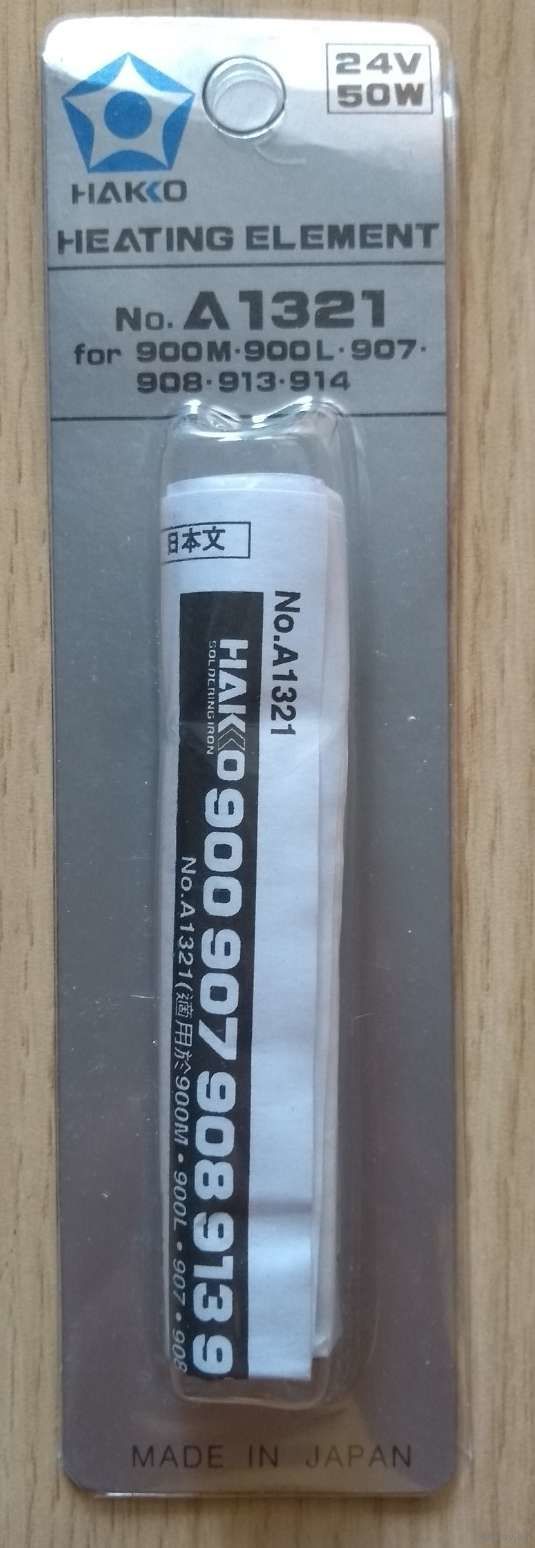 24V
50W
HAKKO
HEATING ELEMENT
No. A1321
for 900M·900L·907·
908·913·914
日本文
No.A1321
HAKKO 900 907 908 913 9
SOLDERING IRON
No.A1321(適用於900M・900L・907・908
MADE IN JAPAN